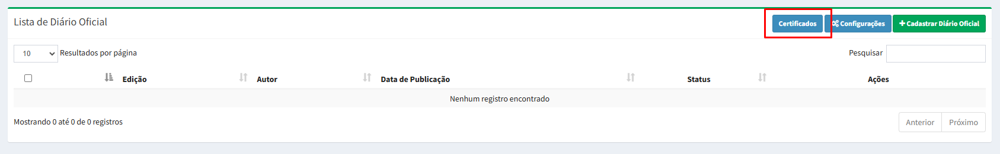 Lista de Diário Oficial
Certificados
Configurações
Cadastrar Diário Oficial
10 Resultados por página
Pesquisar
Edição Autor Data de Publicação Status Ações
Nenhum registro encontrado
Mostrando 0 até 0 de 0 registros
Anterior Próximo